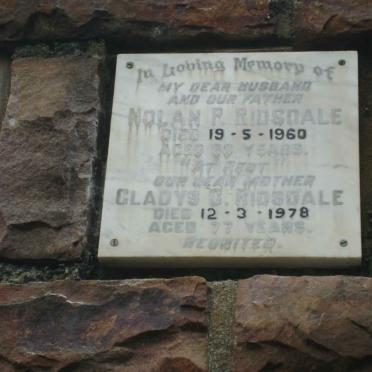 In Loving Memory of
MY DEAR HUSBAND
AND OUR FATHER
NOLAN P. RIDSDALE
DIED 19-5-1960
AGED YEARS.
"AT REST"
OUR DEAR MOTHER
GLADYS RIDSDALE
DIED 12-3-1978
AGED 77 YEARS.
REUNITED.